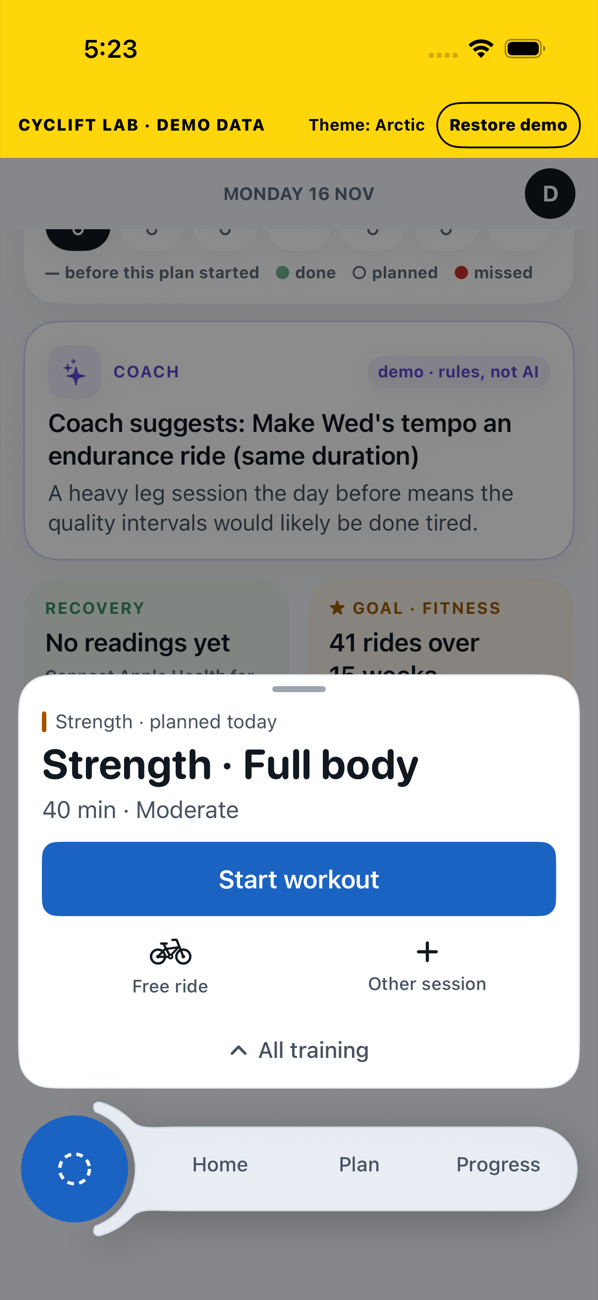 5:23
CYCLIFT LAB · DEMO DATA
Theme: Arctic
Restore demo
MONDAY 16 NOV
D
— before this plan started
done
planned
missed
COACH
demo · rules, not AI
Coach suggests: Make Wed's tempo an
endurance ride (same duration)
A heavy leg session the day before means the
quality intervals would likely be done tired.
RECOVERY
No readings yet
GOAL · FITNESS
41 rides over
15 weeks
Strength · planned today
Strength · Full body
40 min · Moderate
Start workout
Free ride
Other session
All training
Home
Plan
Progress